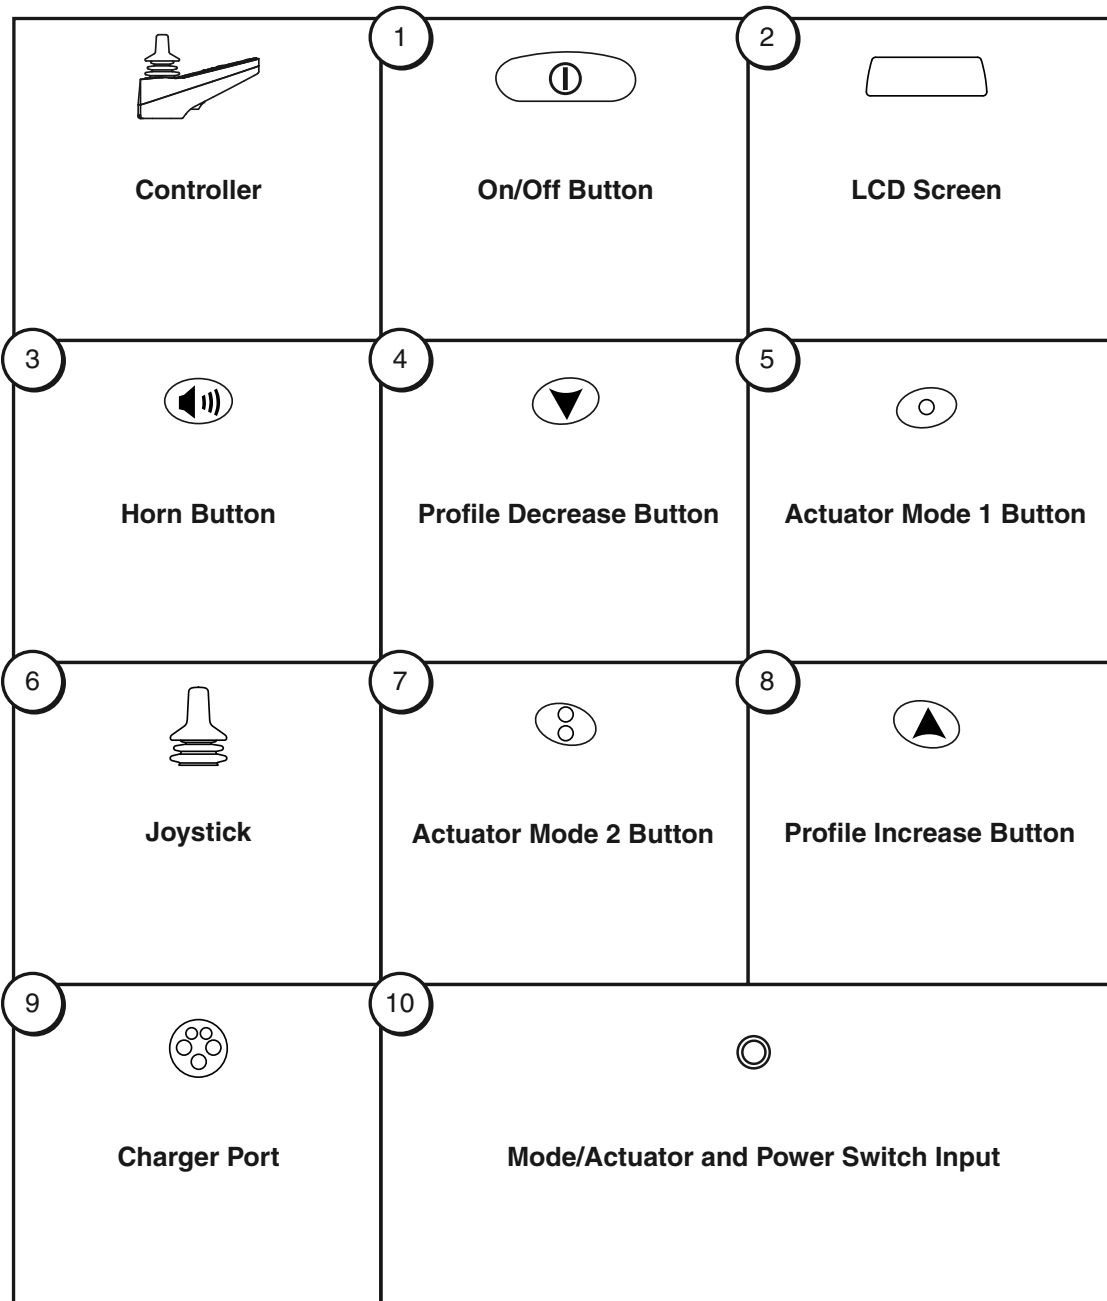 Controller
1
On/Off Button
2
LCD Screen
3
Horn Button
4
Profile Decrease Button
5
Actuator Mode 1 Button
6
Joystick
7
Actuator Mode 2 Button
8
Profile Increase Button
9
Charger Port
10
Mode/Actuator and Power Switch Input